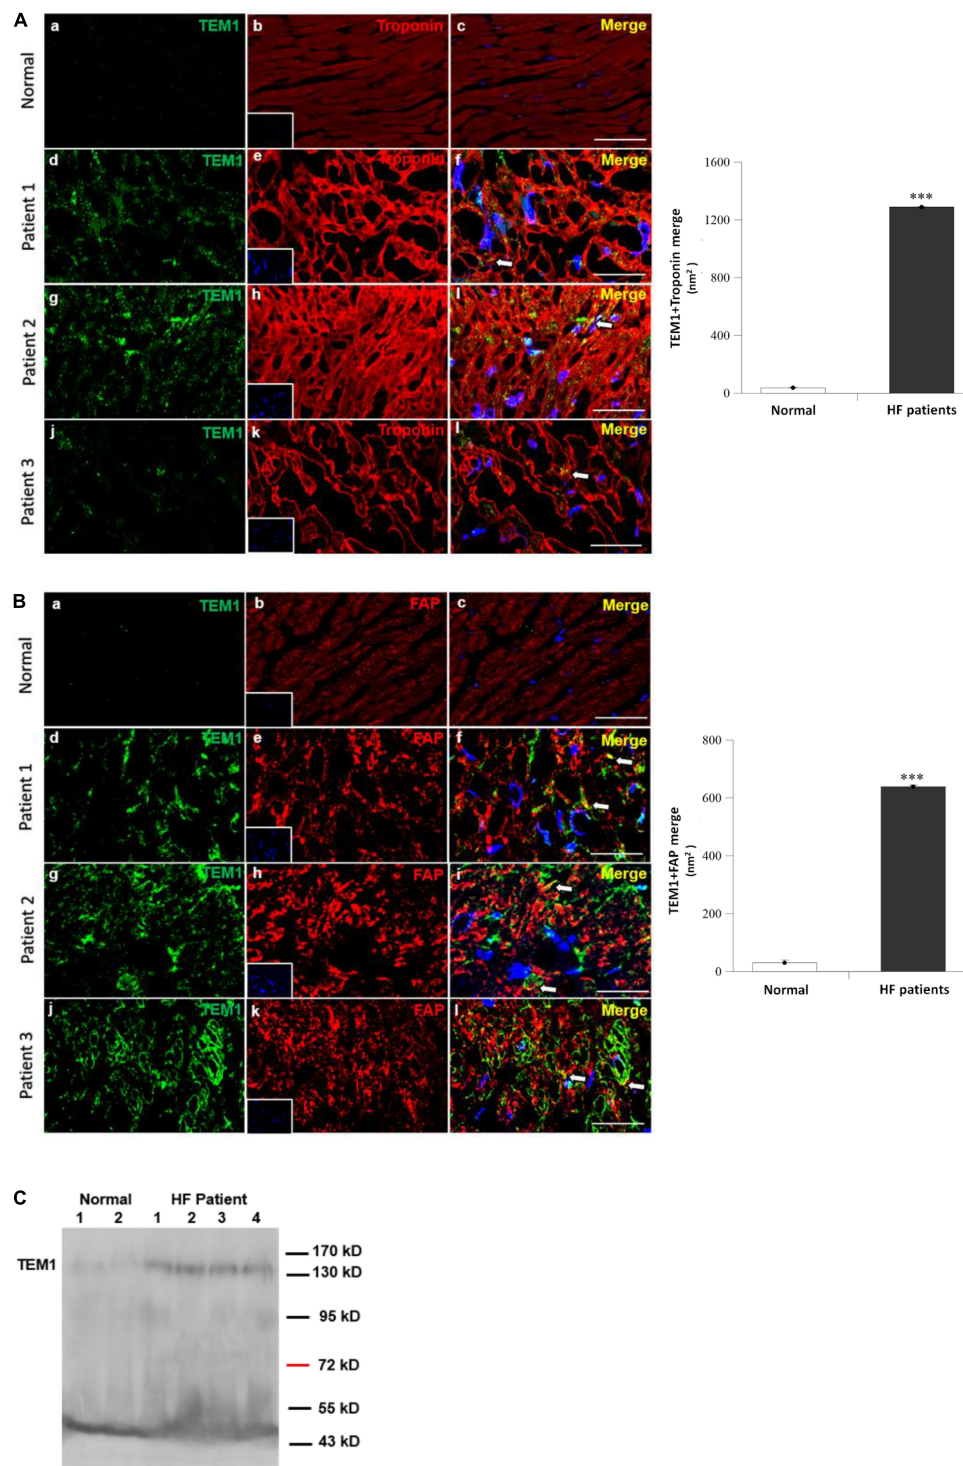 A
Normal
a TEM1 b Troponin c Merge
Patient 1
d TEM1 e Troponin f Merge
Patient 2
g TEM1 h l Merge
Patient 3
j TEM1 k Troponin l Merge
TEM1+Troponin merge
(nm²)
1600
1200
800
400
0
***
Normal HF patients
B
Normal
a TEM1 b FAP c Merge
Patient 1
d TEM1 e FAP f Merge
Patient 2
g TEM1 h FAP i Merge
Patient 3
j TEM1 k FAP l Merge
TEM1+FAP merge
(nm²)
800
600
400
200
0
***
Normal HF patients
C
Normal HF Patient
1 2 1 2 3 4
TEM1
170 kD
130 kD
95 kD
72 kD
55 kD
43 kD